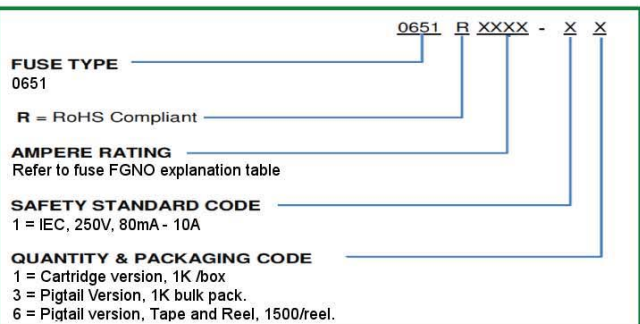 0651 R XXXX - X X
FUSE TYPE
0651
R = RoHS Compliant
AMPERE RATING
Refer to fuse FGNO explanation table
SAFETY STANDARD CODE
1 = IEC, 250V, 80mA - 10A
QUANTITY & PACKAGING CODE
1 = Cartridge version, 1K /box
3 = Pigtail Version, 1K bulk pack.
6 = Pigtail version, Tape and Reel, 1500/reel.